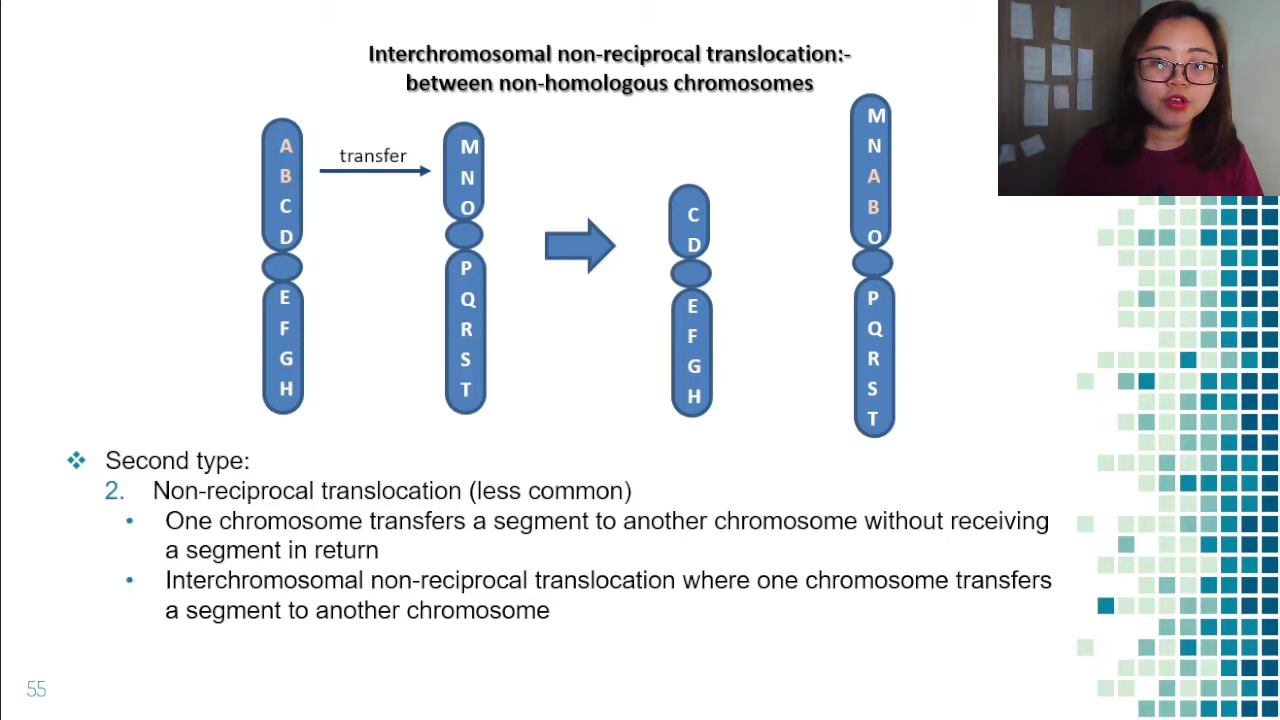 Interchromosomal non-reciprocal translocation:-
between non-homologous chromosomes
A
B
C
D
E
F
G
H
transfer
M
N
O
P
Q
R
S
T
C
D
E
F
G
H
M
N
A
B
O
P
Q
R
S
T
❖ Second type:
2. Non-reciprocal translocation (less common)
• One chromosome transfers a segment to another chromosome without receiving
a segment in return
• Interchromosomal non-reciprocal translocation where one chromosome transfers
a segment to another chromosome
55